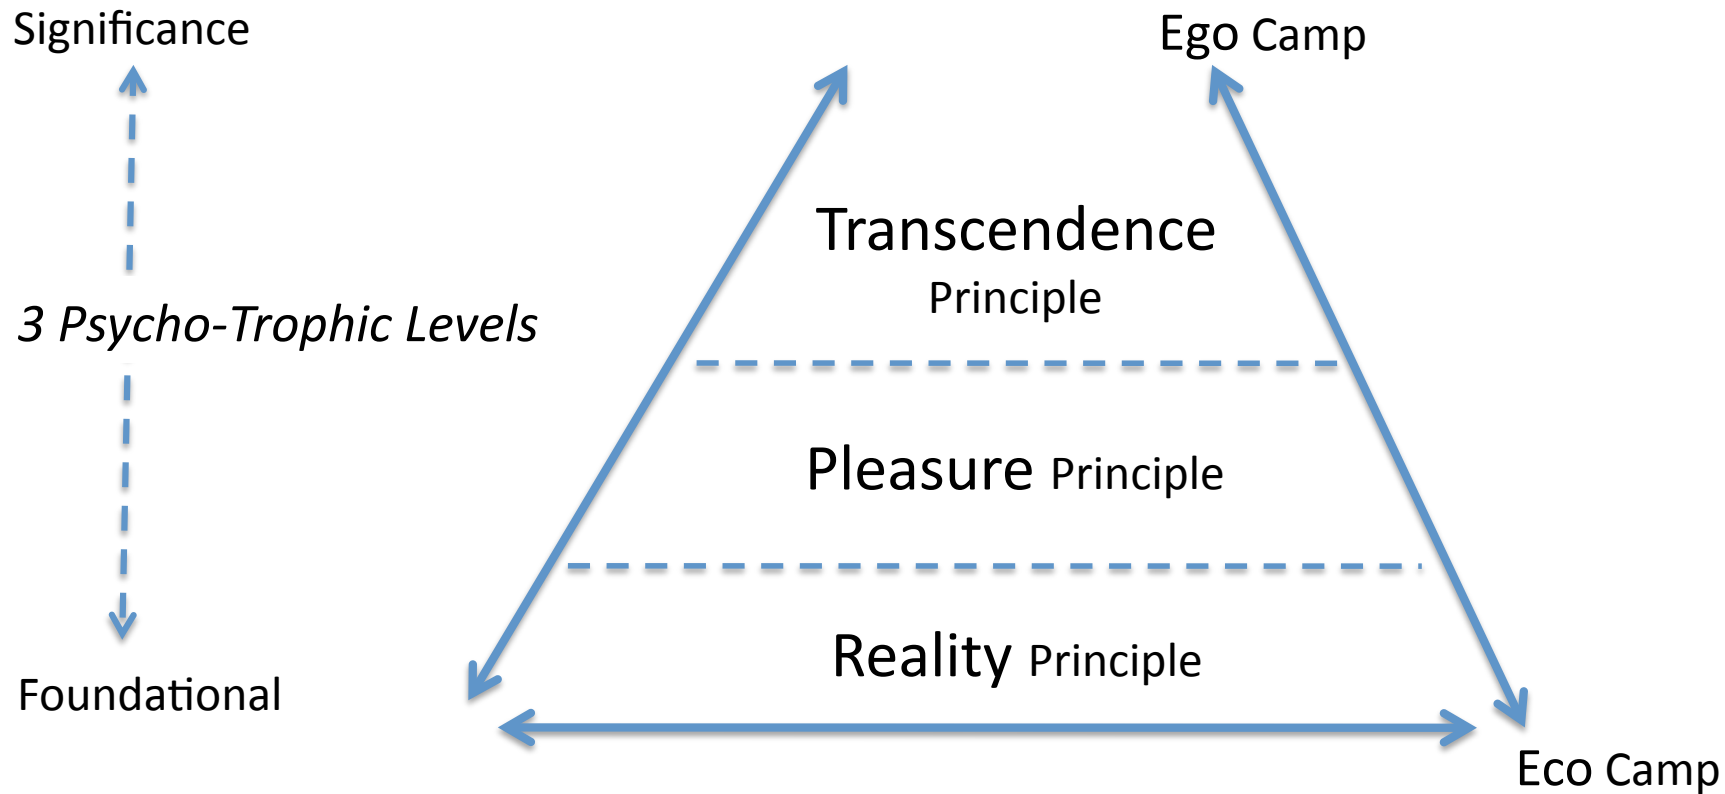 Significance
Ego Camp
Transcendence
Principle
3 Psycho-Trophic Levels
Pleasure Principle
Reality Principle
Foundational
Eco Camp